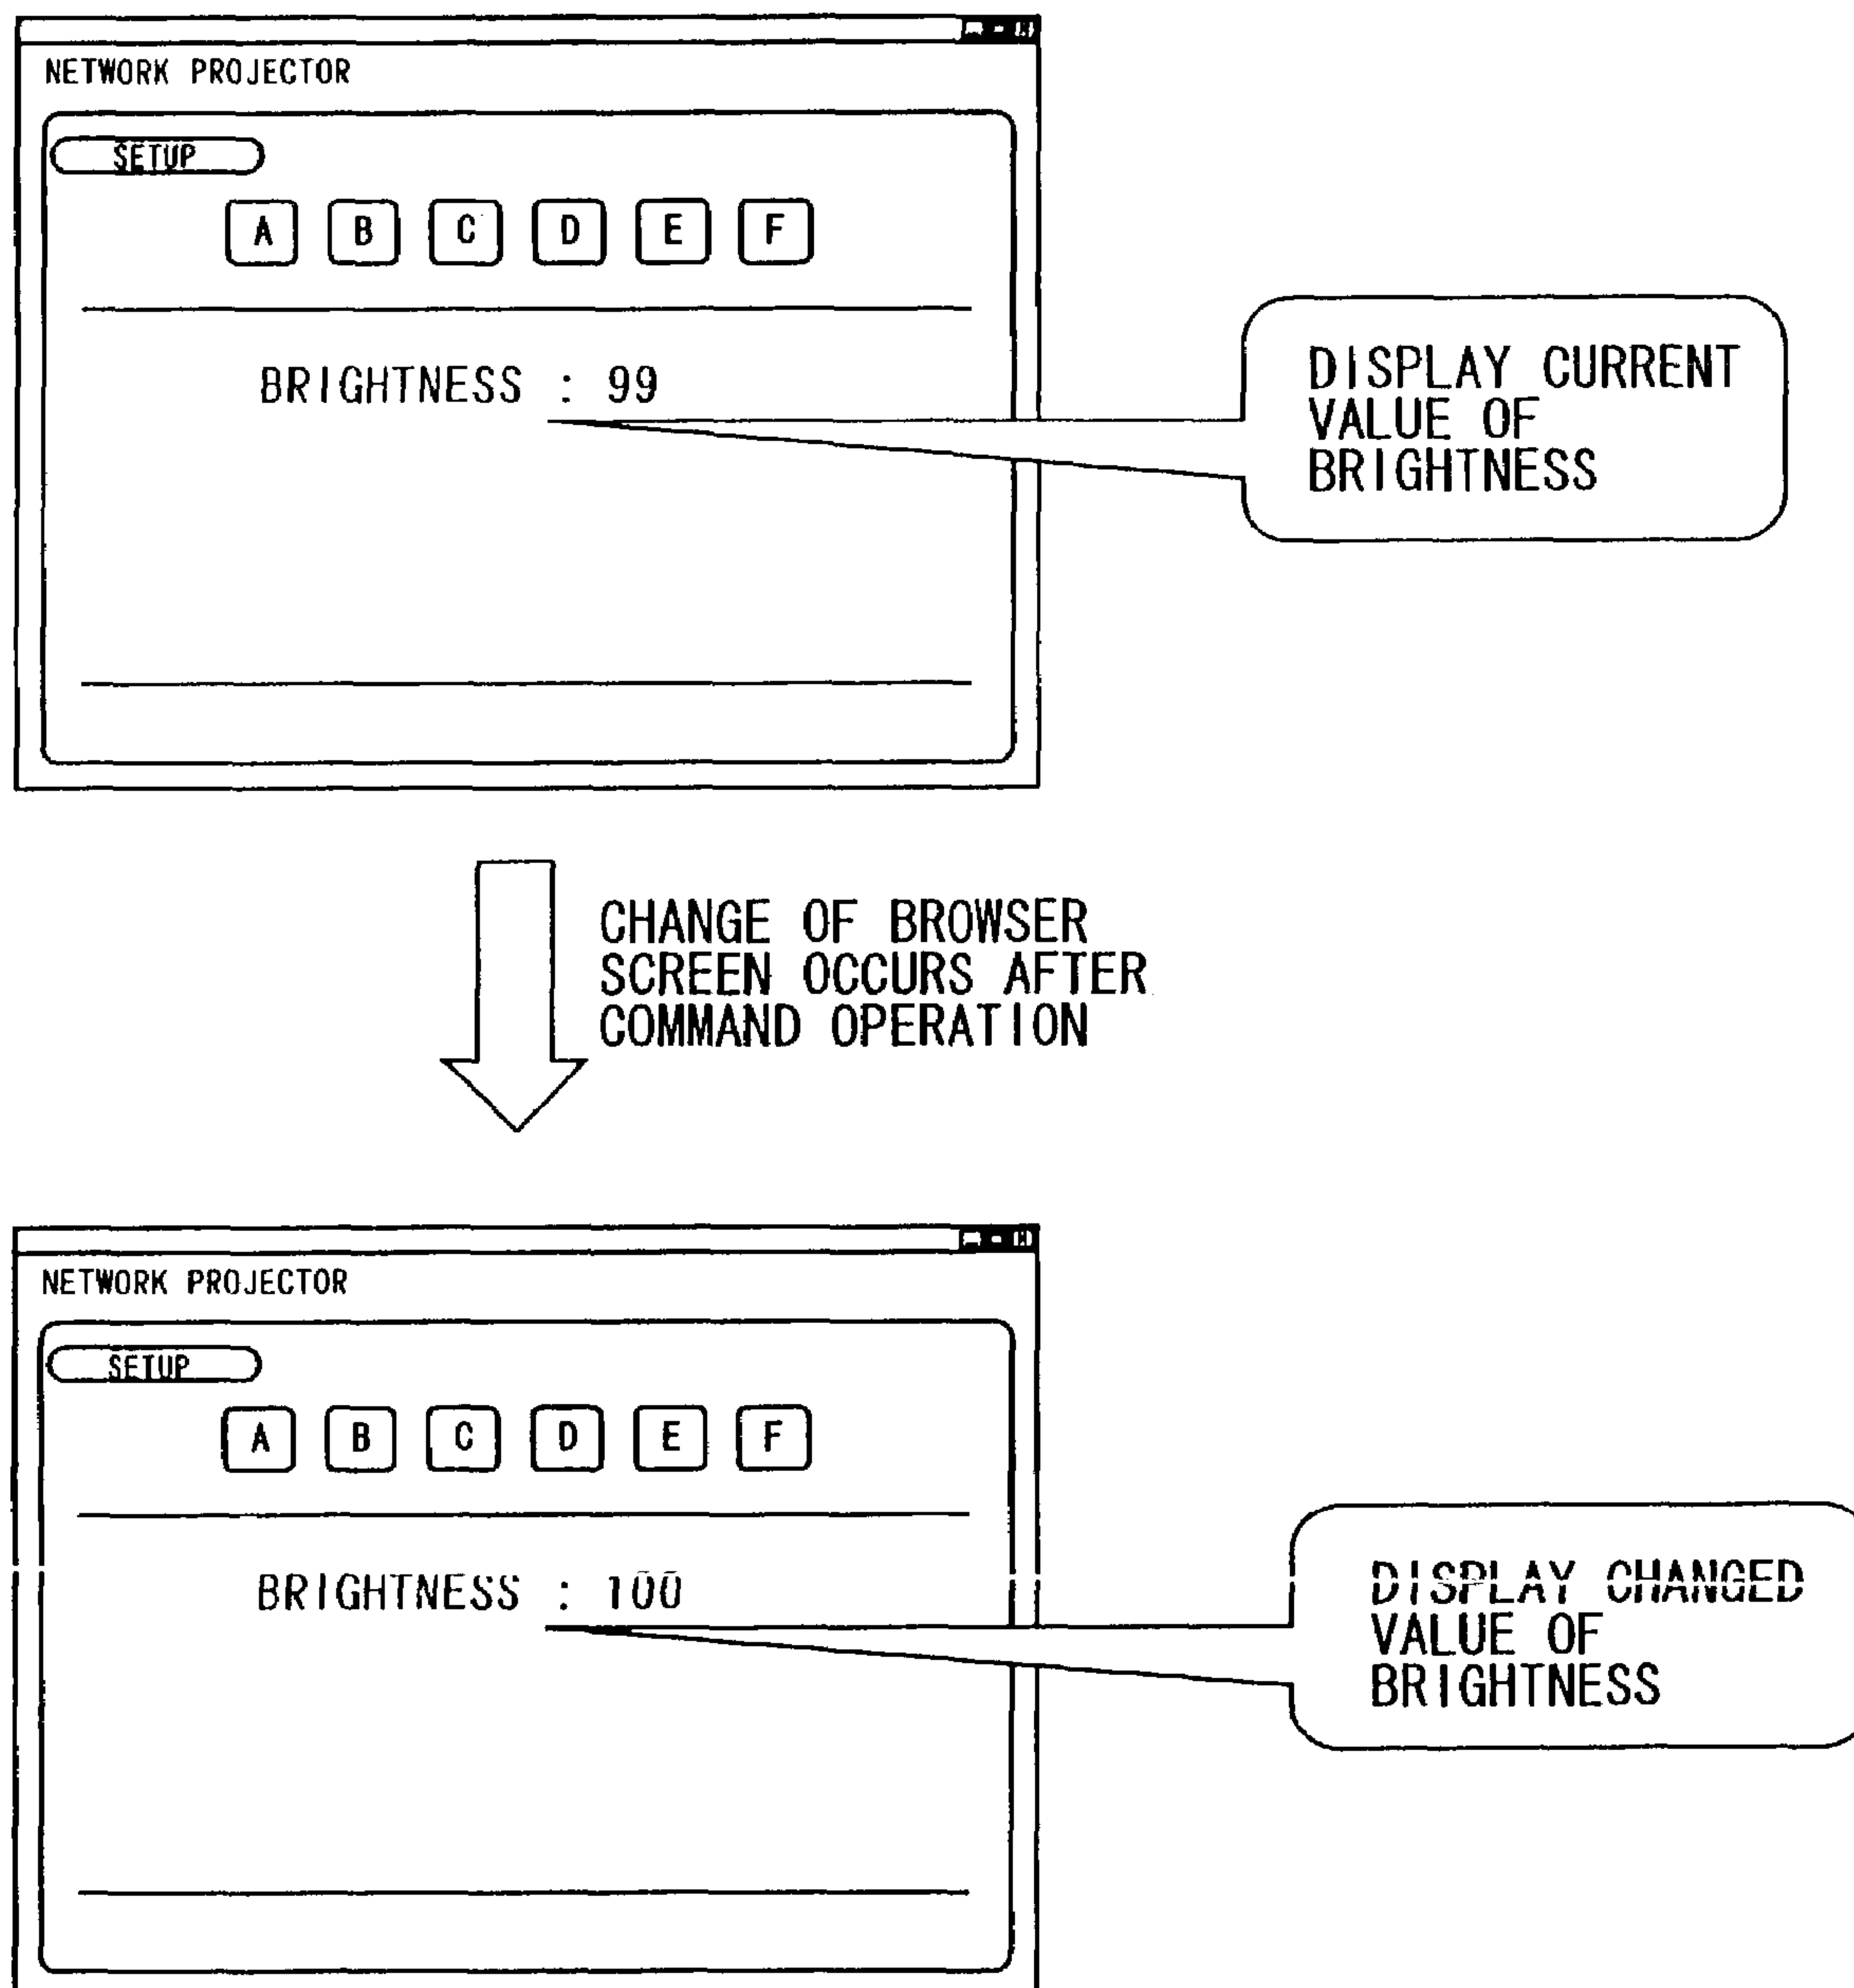 NETWORK PROJECTOR
SETUP
A B C D E F
BRIGHTNESS : 99
DISPLAY CURRENT
VALUE OF
BRIGHTNESS
CHANGE OF BROWSER
SCREEN OCCURS AFTER
COMMAND OPERATION
NETWORK PROJECTOR
SETUP
A B C D E F
BRIGHTNESS : 100
DISPLAY CHANGED
VALUE OF
BRIGHTNESS